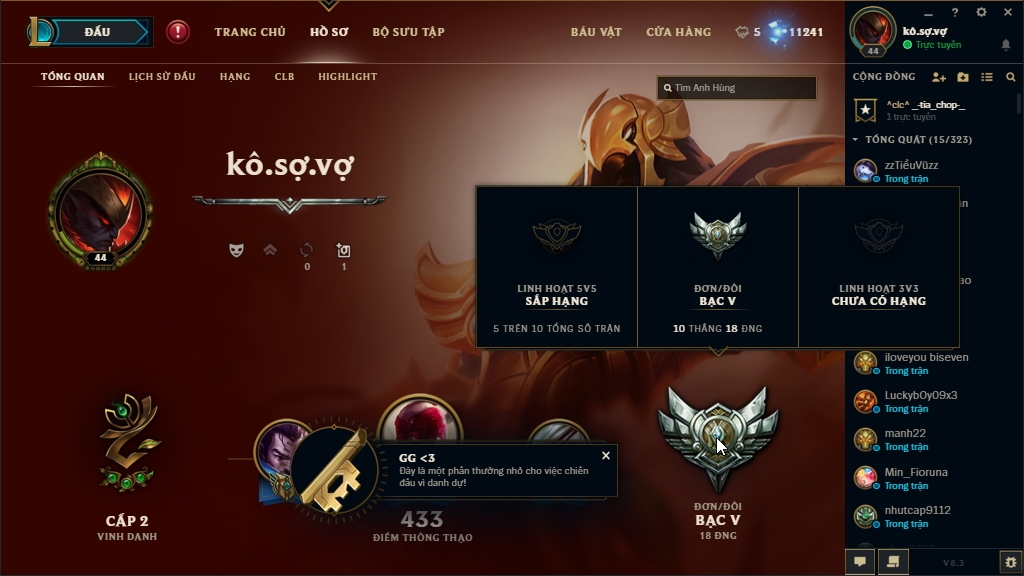 ĐẤU
!
TRANG CHỦ
HỒ SƠ
BỘ SƯU TẬP
BÁU VẬT
CỬA HÀNG
5
11241
?
kô.sợ.vợ
Trực tuyến
44
TỔNG QUAN
LỊCH SỬ ĐẤU
HẠNG
CLB
HIGHLIGHT
Tìm Anh Hùng
CỘNG ĐỒNG
^clc^ _-tia_chop-_
1 trực tuyến
TỔNG QUÁT (15/323)
zzTiểuVũzz
Trong trận
kô.sợ.vợ
44
0
1
LINH HOẠT 5V5
SẮP HẠNG
5 TRÊN 10 TỔNG SỐ TRẬN
ĐƠN/ĐÔI
BẠC V
10 THẮNG 18 ĐNG
LINH HOẠT 3V3
CHƯA CÓ HẠNG
an
ao
iloveyou biseven
Trong trận
LuckybOy09x3
Trong trận
manh22
Trong trận
Min_Fioruna
Trong trận
nhutcap9112
Trong trận
GG <3
Đây là một phần thưởng nhỏ cho việc chiến
đấu vì danh dự!
CẤP 2
VINH DANH
433
ĐIỂM THÔNG THẠO
ĐƠN/ĐÔI
BẠC V
18 ĐNG
V8.3